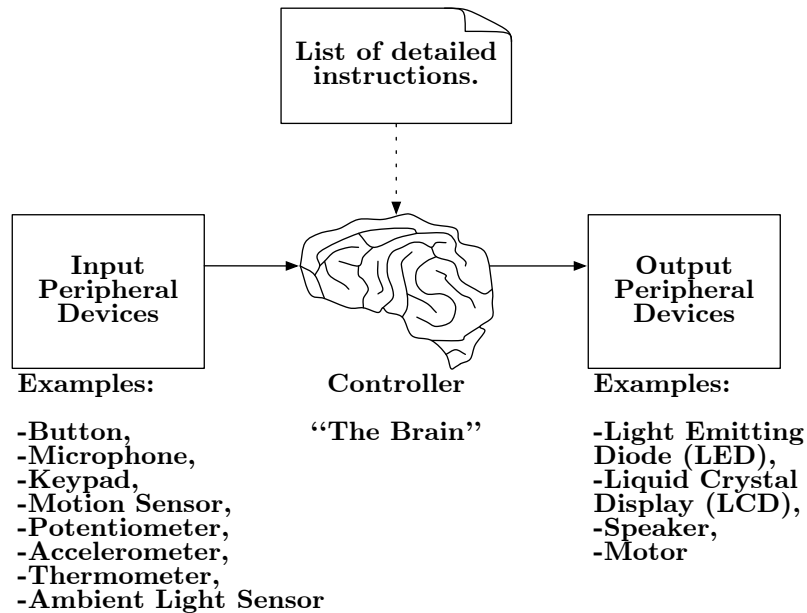 List of detailed
instructions.
Input
Peripheral
Devices
Output
Peripheral
Devices
Examples:
-Button,
-Microphone,
-Keypad,
-Motion Sensor,
-Potentiometer,
-Accelerometer,
-Thermometer,
-Ambient Light Sensor
Controller
“The Brain”
Examples:
-Light Emitting
Diode (LED),
-Liquid Crystal
Display (LCD),
-Speaker,
-Motor